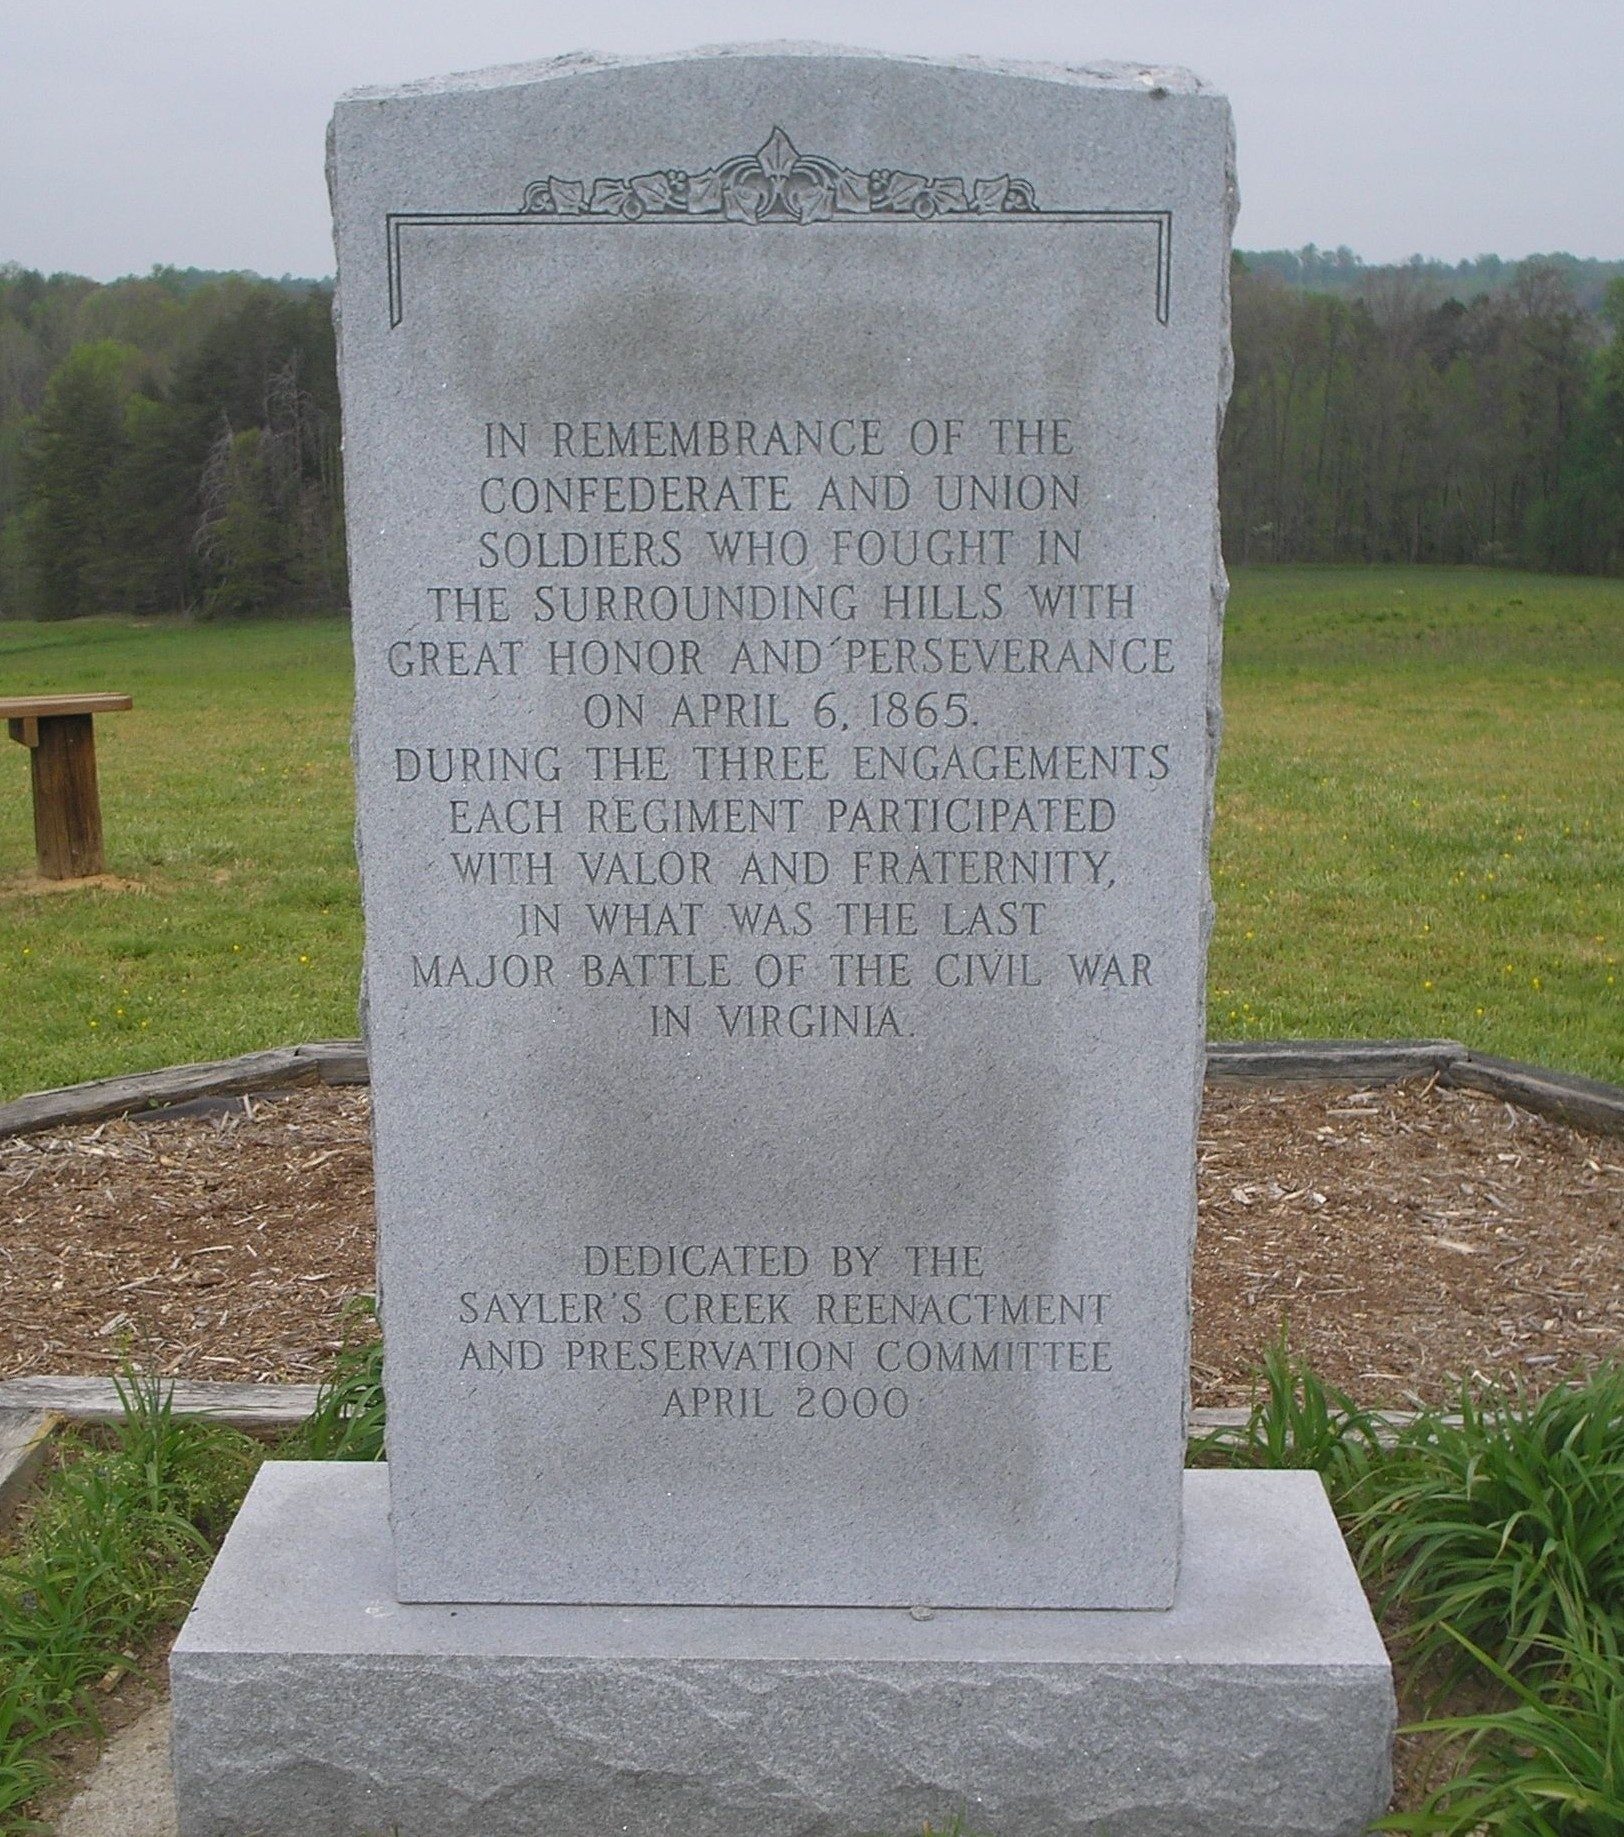 IN REMEMBRANCE OF THE
CONFEDERATE AND UNION
SOLDIERS WHO FOUGHT IN
THE SURROUNDING HILLS WITH
GREAT HONOR AND PERSEVERANCE
ON APRIL 6, 1865.
DURING THE THREE ENGAGEMENTS
EACH REGIMENT PARTICIPATED
WITH VALOR AND FRATERNITY,
IN WHAT WAS THE LAST
MAJOR BATTLE OF THE CIVIL WAR
IN VIRGINIA.
DEDICATED BY THE
SAYLER'S CREEK REENACTMENT
AND PRESERVATION COMMITTEE
APRIL 2000